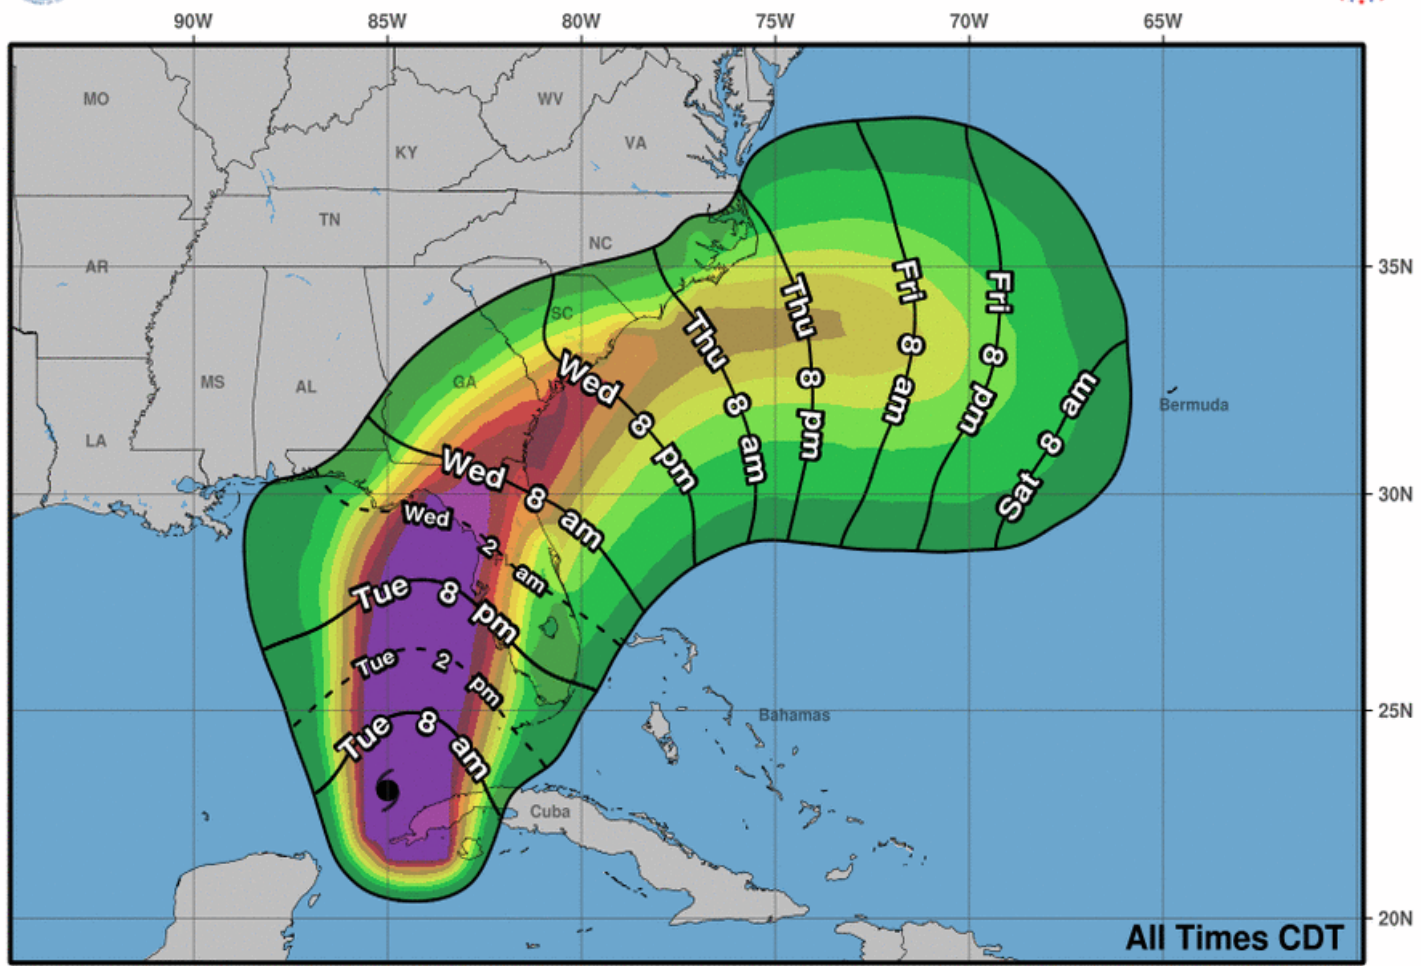 90W 85W 80W 75W 70W 65W
MO
WV
VA
KY
TN
NC
AR
35N
SC
MS
AL
GA
LA
Bermuda
30N
Fri 8 am
Fri 8 pm
Thu 8 pm
Thu 8 am
Sat 8 am
Wed 8 pm
Wed 8 am
Wed 2 am
FL
Tue 8 pm
Tue 2 pm
Tue 8 am
Bahamas
25N
Cuba
20N
All Times CDT